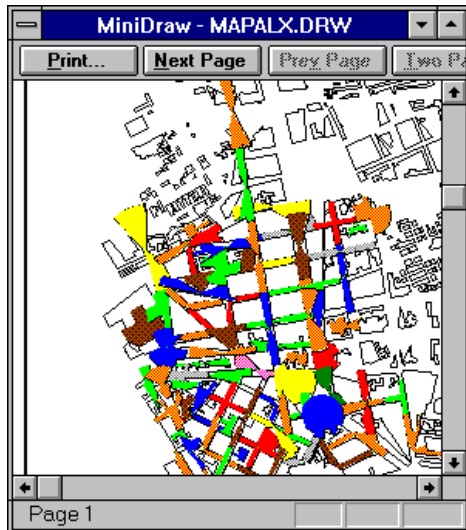 MiniDraw - MAPALX.DRW
Print... Next Page Prev Page Two Pa
Page 1